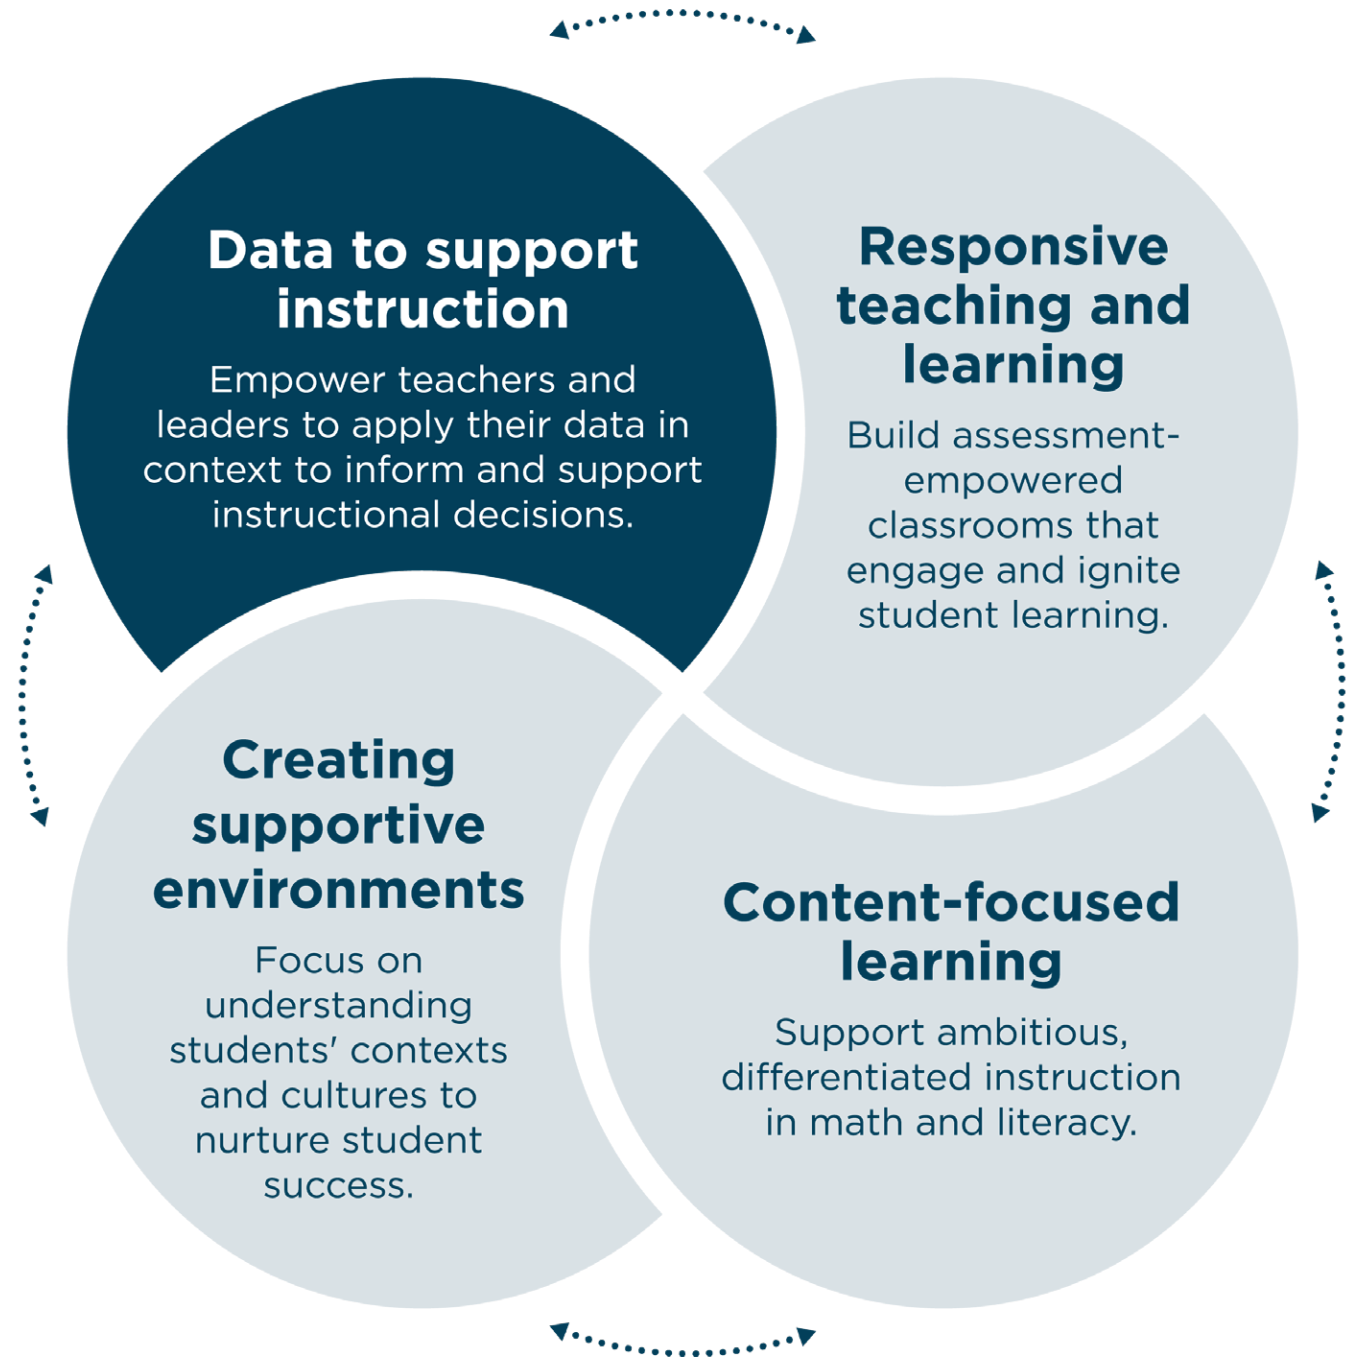 Data to support
instruction
Empower teachers and
leaders to apply their data in
context to inform and support
instructional decisions.
Responsive
teaching and
learning
Build assessment-
empowered
classrooms that
engage and ignite
student learning.
Creating
supportive
environments
Focus on
understanding
students' contexts
and cultures to
nurture student
success.
Content-focused
learning
Support ambitious,
differentiated instruction
in math and literacy.